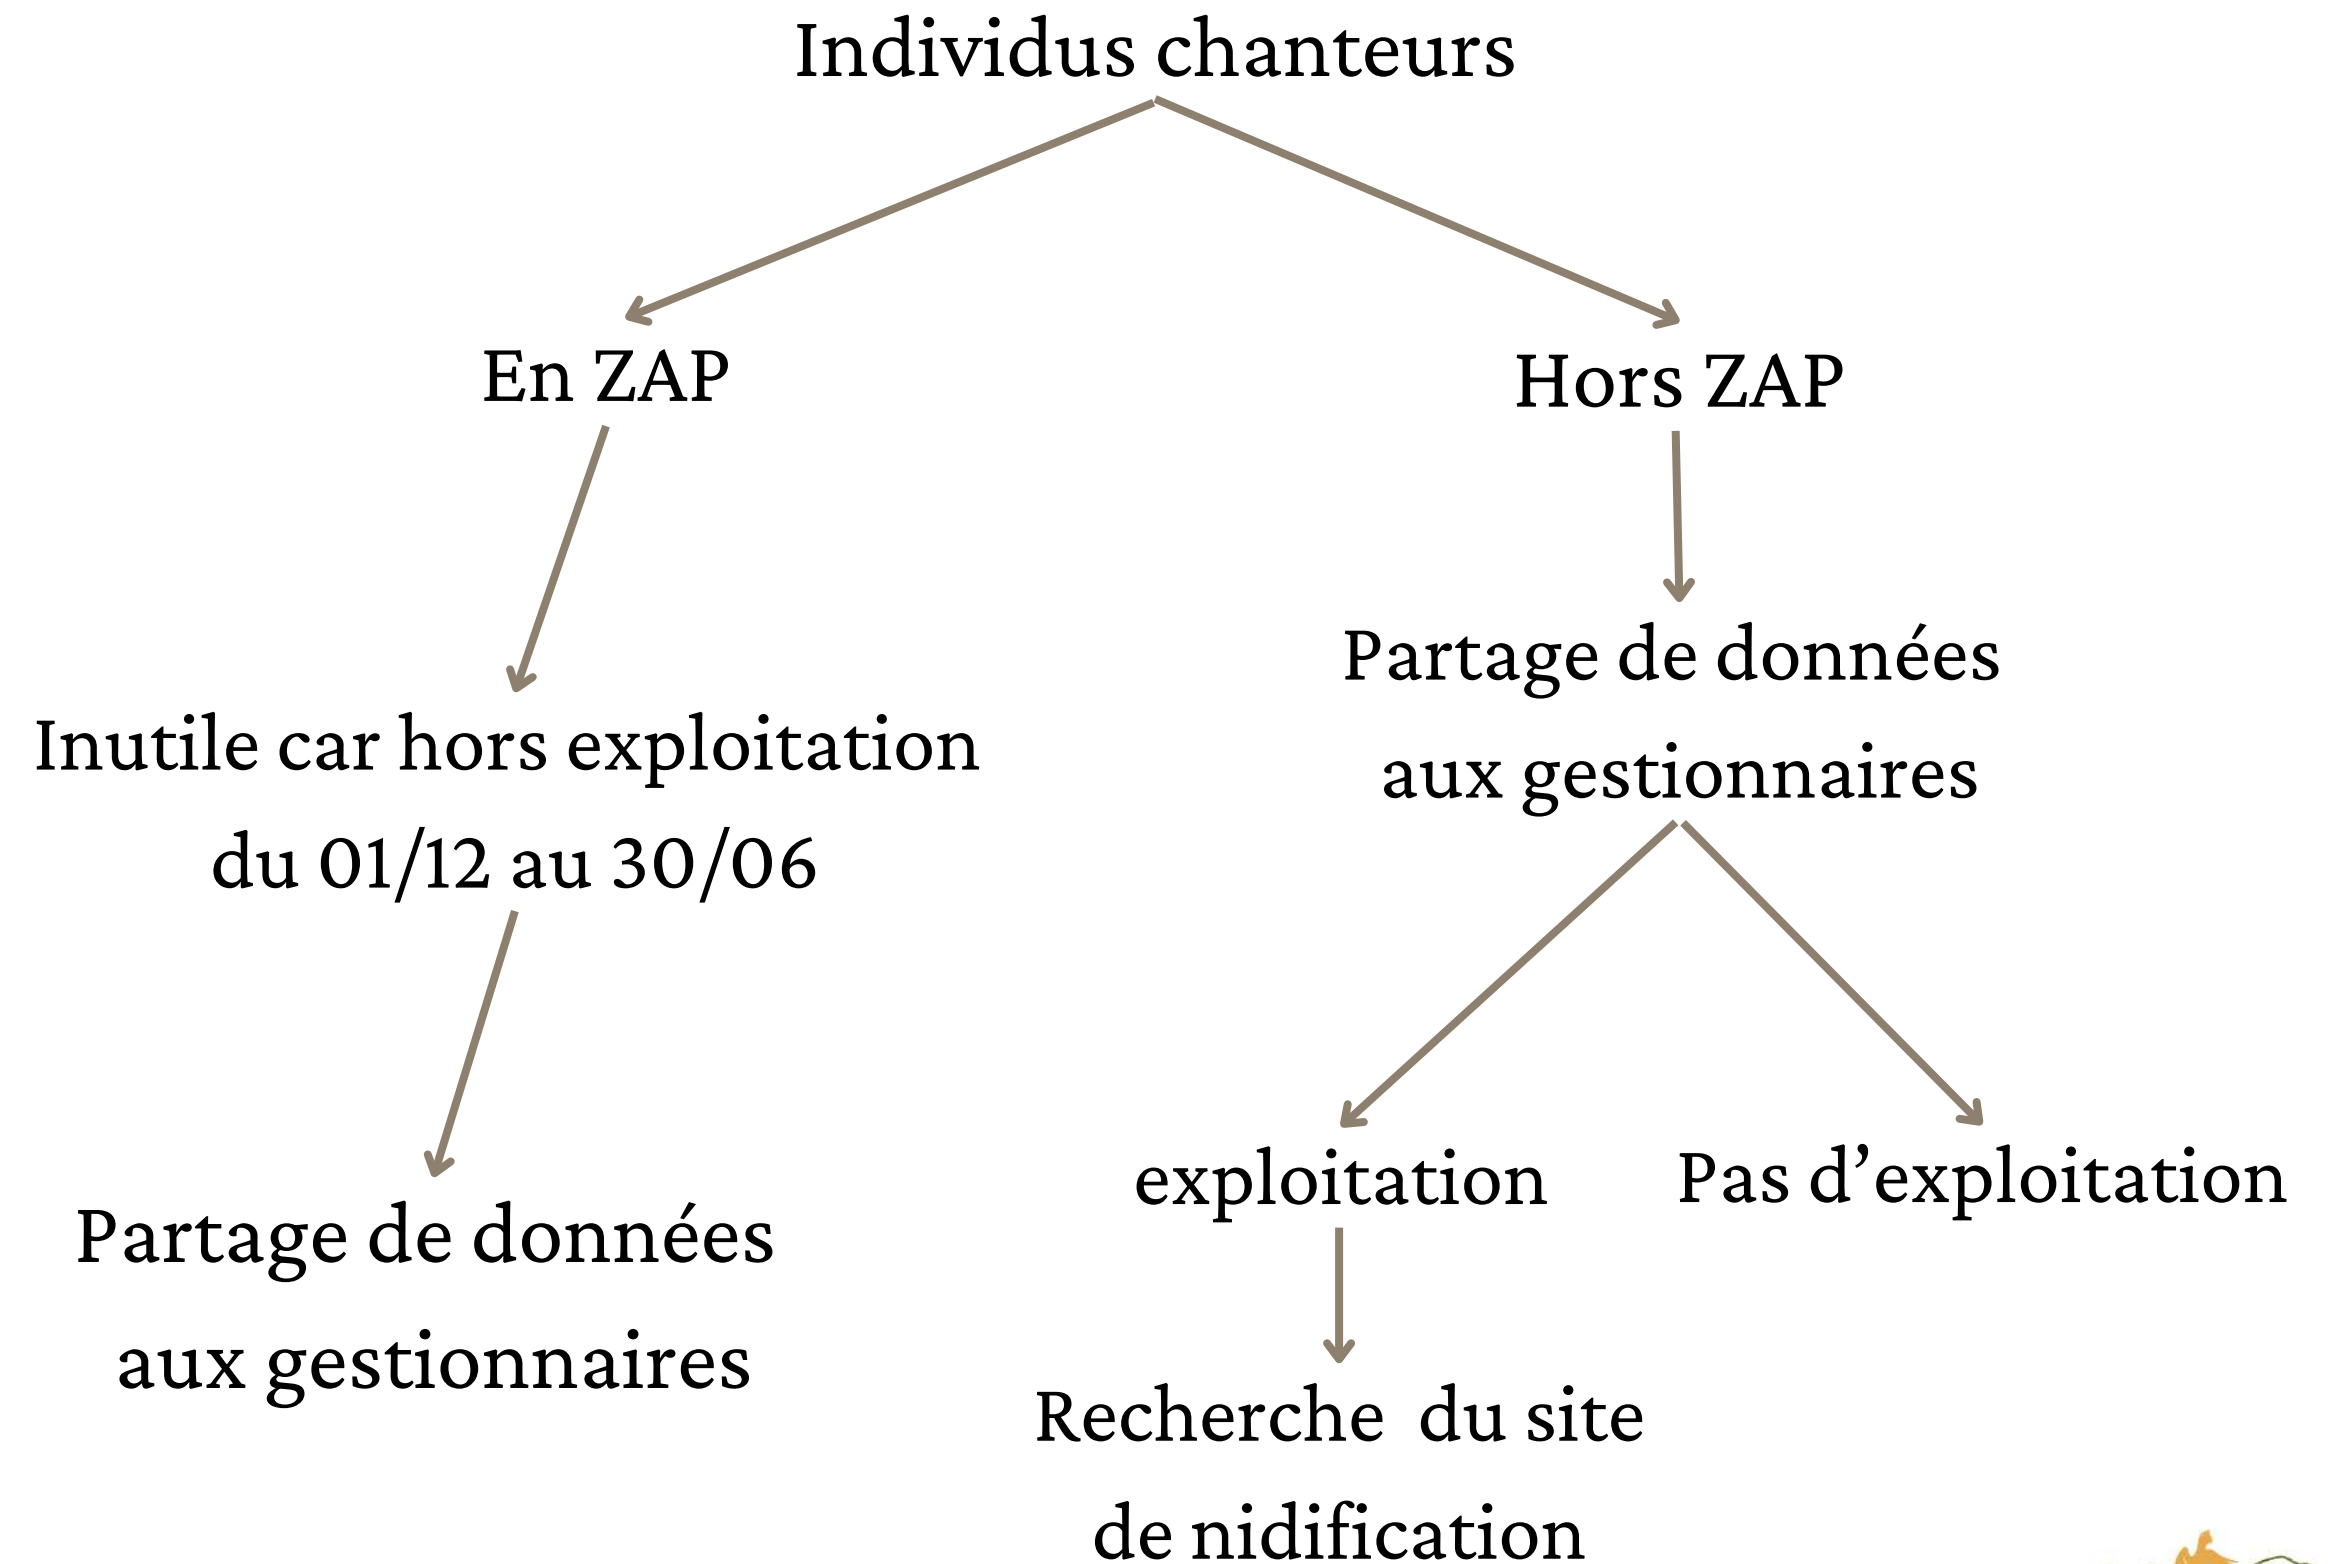 Individus chanteurs
En ZAP
Hors ZAP
Partage de données
aux gestionnaires
Inutile car hors exploitation
du 01/12 au 30/06
exploitation
Pas d’exploitation
Partage de données
aux gestionnaires
Recherche du site
de nidification